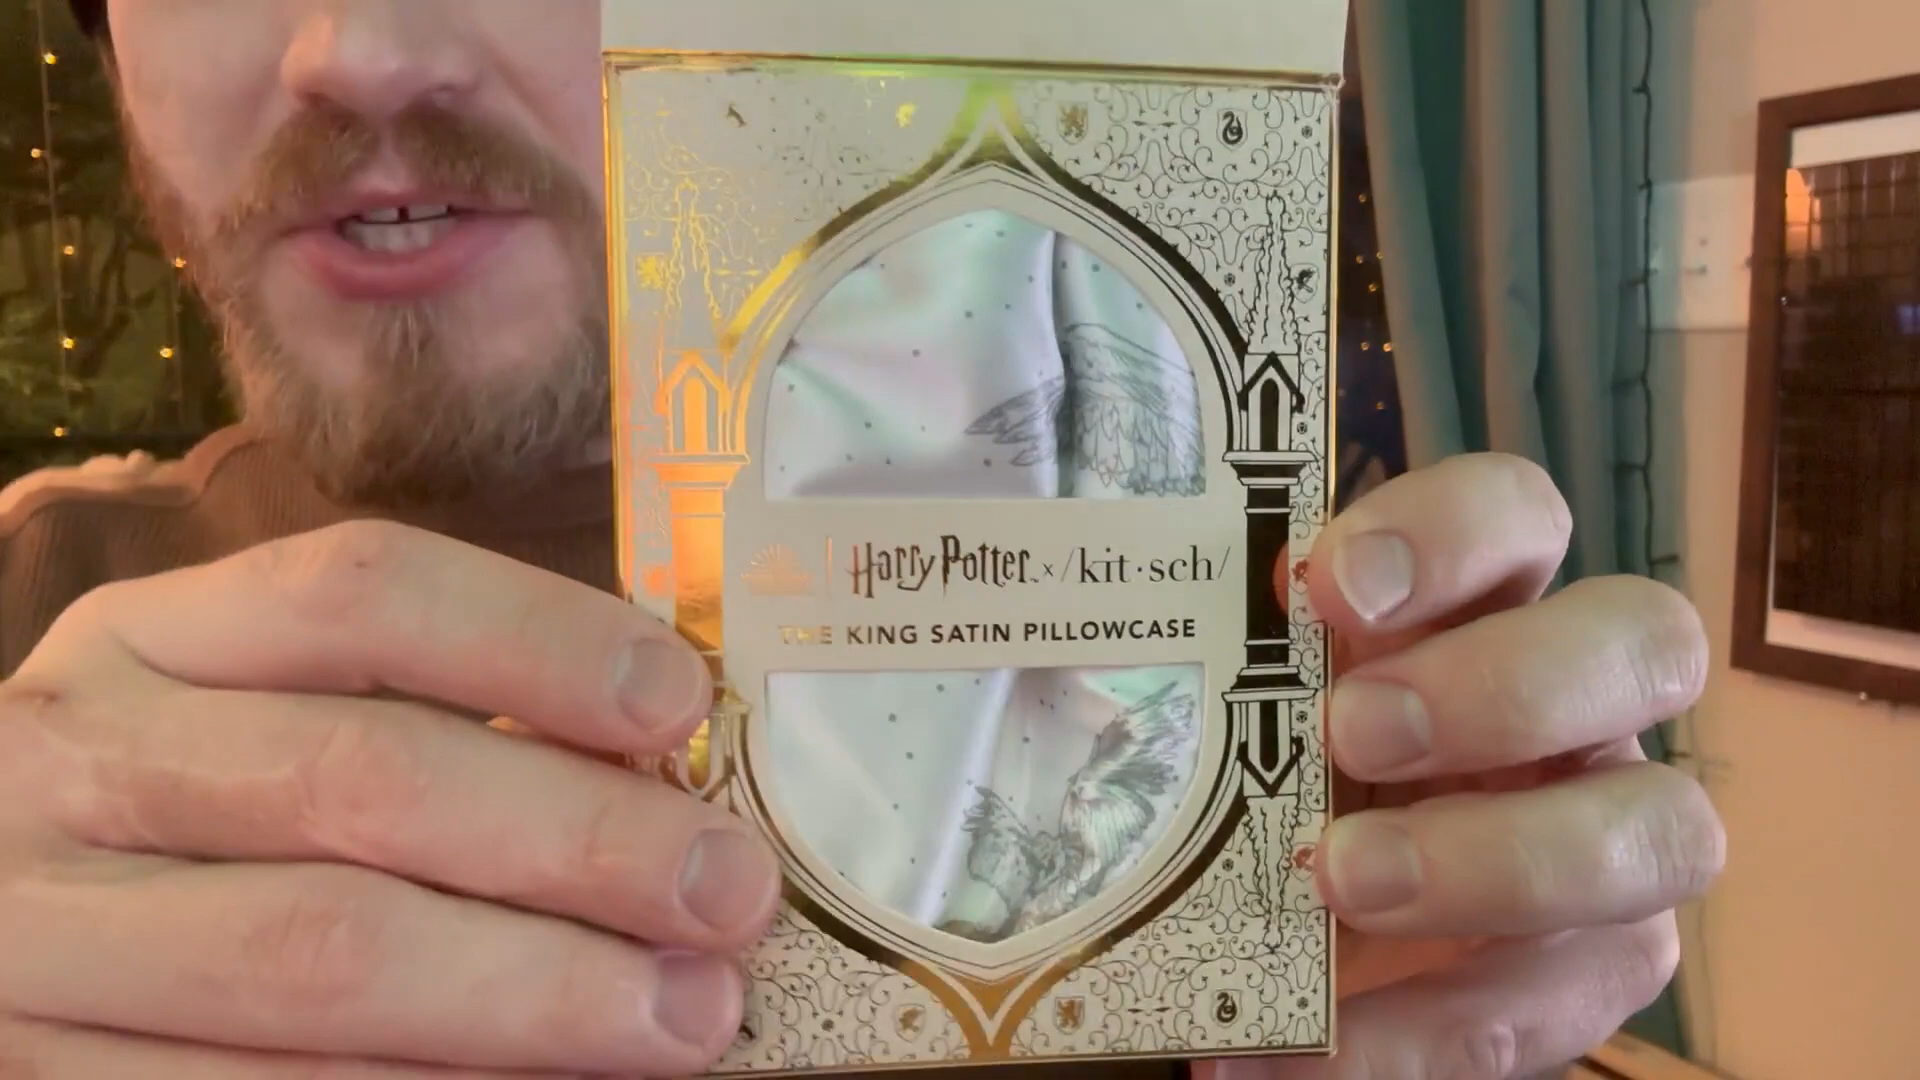 Harry Potter x /kit·sch/
THE KING SATIN PILLOWCASE